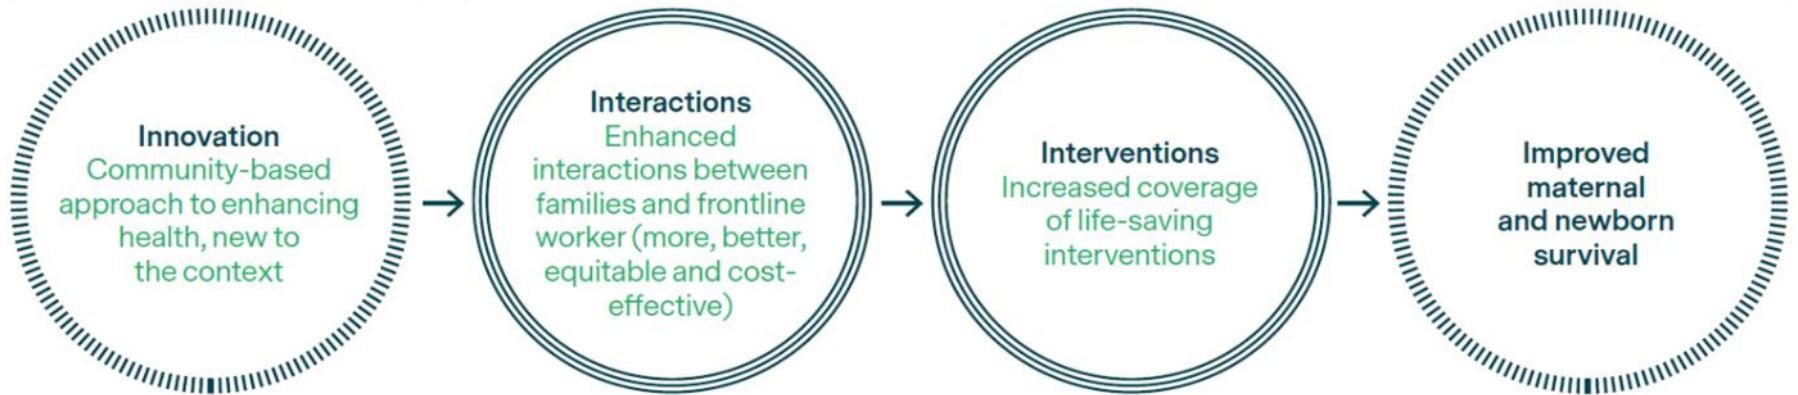 Innovation
Community-based
approach to enhancing
health, new to
the context
Interactions
Enhanced
interactions between
families and frontline
worker (more, better,
equitable and cost-
effective)
Interventions
Increased coverage
of life-saving
interventions
Improved
maternal
and newborn
survival